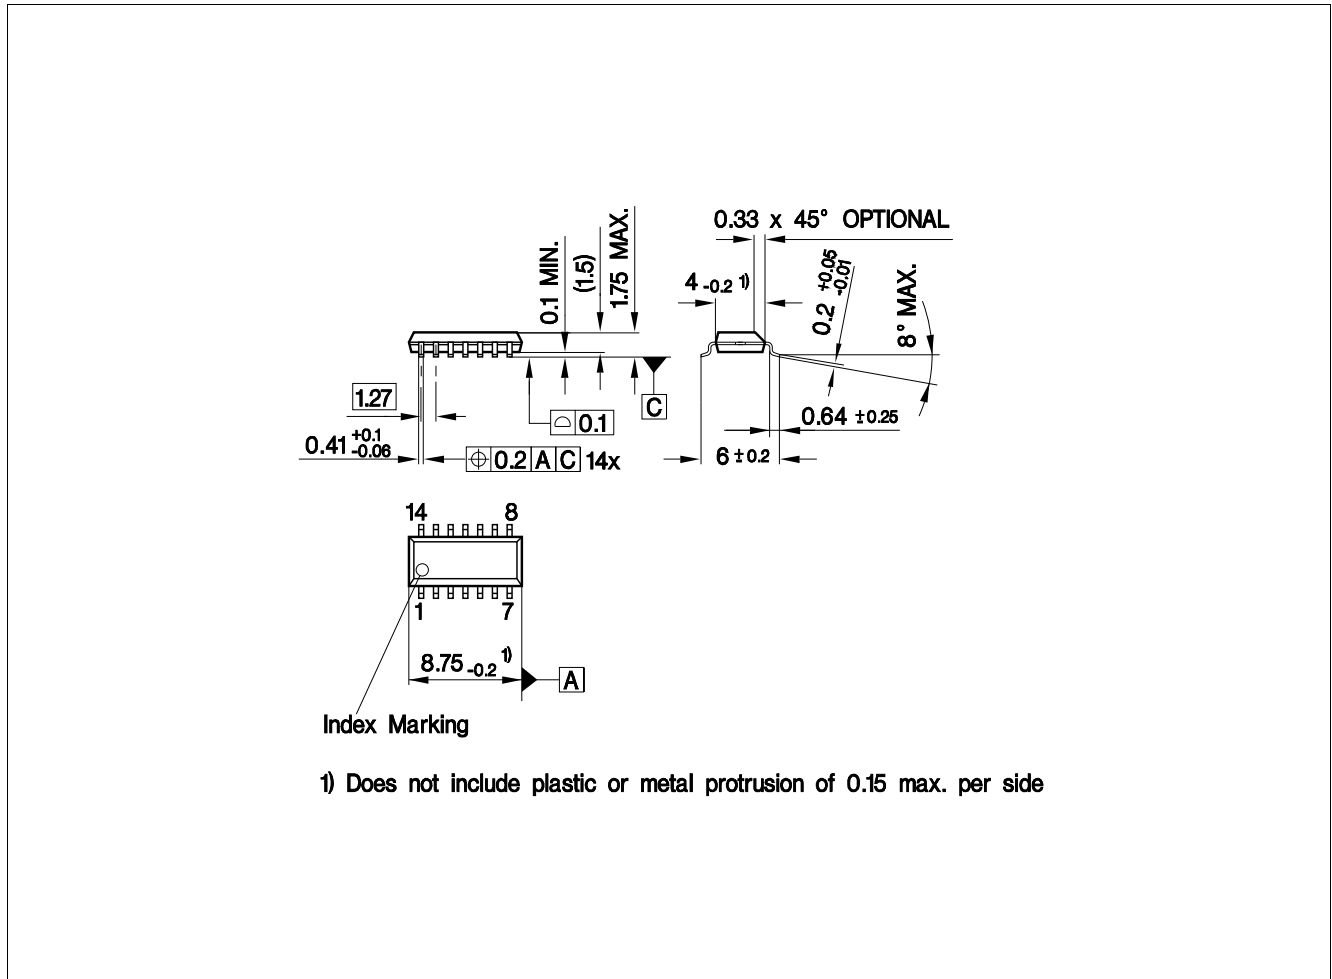 0.33 x 45° OPTIONAL
0.1 MIN.
(1.5)
1.75 MAX.
4 -0.2 1)
0.2 +0.05 -0.01
8° MAX.
1.27
C
0.1
0.64 ±0.25
0.41 +0.1 -0.06
0.2 A C 14x
6 ±0.2
14 8
1 7
8.75 -0.2 1)
A
Index Marking
1) Does not include plastic or metal protrusion of 0.15 max. per side